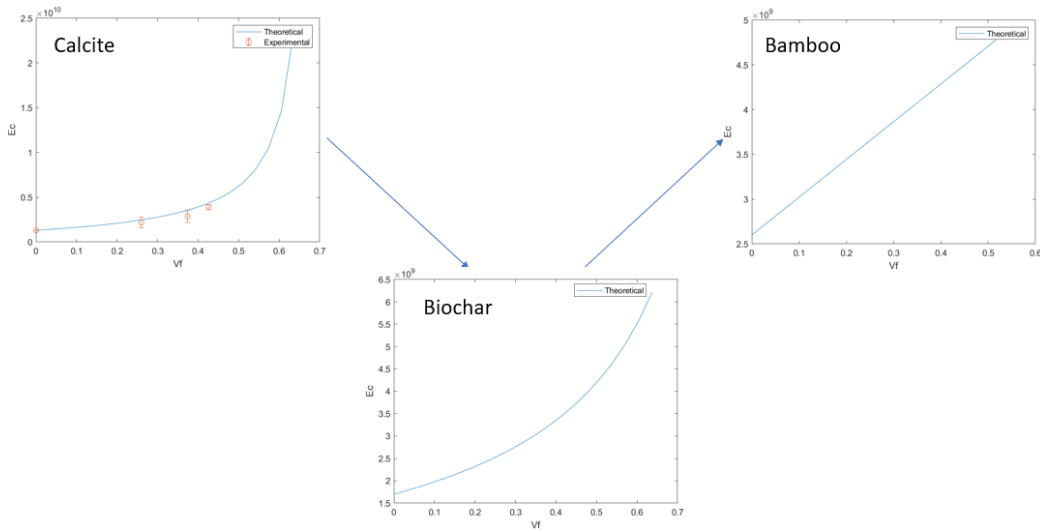 Calcite
×10^10
2.5
2
1.5
1
0.5
0
Ec
Theoretical
Experimental
0 0.1 0.2 0.3 0.4 0.5 0.6 0.7
Vf
Bamboo
×10^9
5
4.5
4
3.5
3
2.5
Ec
Theoretical
0 0.1 0.2 0.3 0.4 0.5 0.6
Vf
Biochar
×10^9
6.5
6
5.5
5
4.5
4
3.5
3
2.5
2
1.5
Ec
Theoretical
0 0.1 0.2 0.3 0.4 0.5 0.6 0.7
Vf